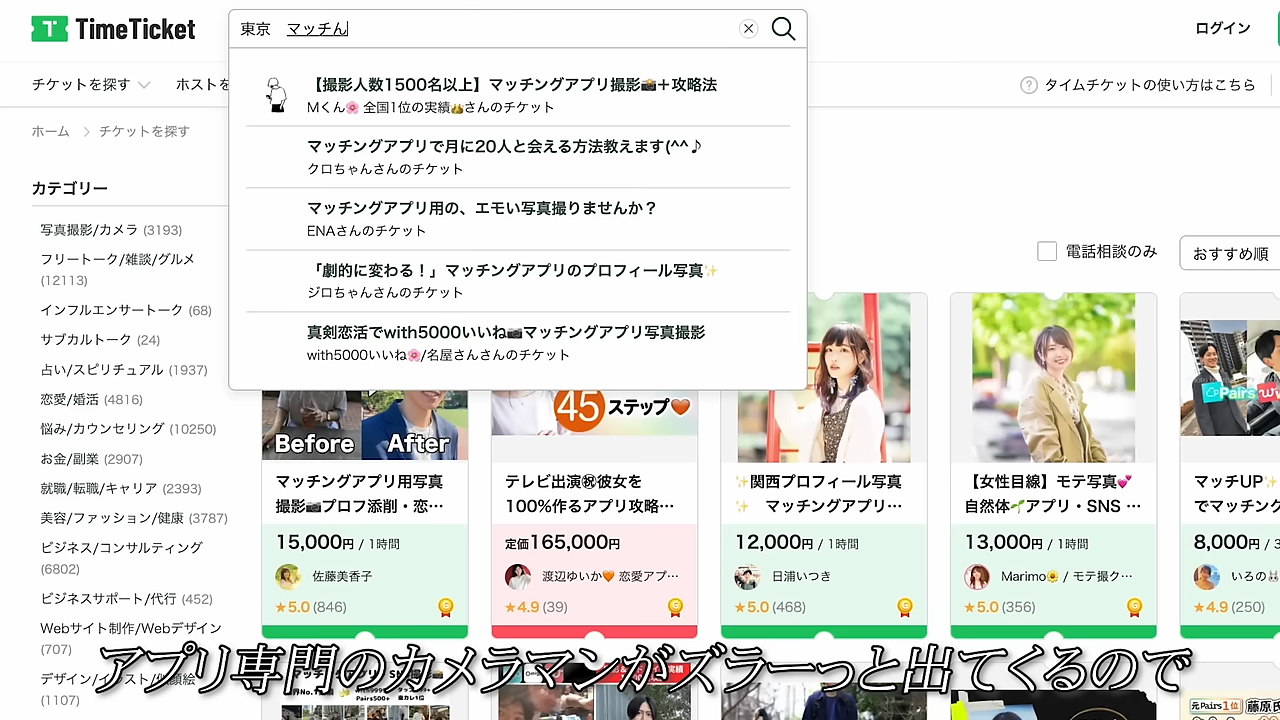 TimeTicket
東京　マッチん
ログイン
チケットを探す
ホストを
タイムチケットの使い方はこちら
ホーム
チケットを探す
【撮影人数1500名以上】マッチングアプリ撮影📸＋攻略法
Mくん🌸 全国1位の実績👑さんのチケット
マッチングアプリで月に20人と会える方法教えます(^^♪
クロちゃんさんのチケット
マッチングアプリ用の、エモい写真撮りませんか？
ENAさんのチケット
「劇的に変わる！」マッチングアプリのプロフィール写真✨
ジロちゃんさんのチケット
真剣恋活でwith5000いいね📷マッチングアプリ写真撮影
with5000いいね🌸/名屋さんさんのチケット
カテゴリー
写真撮影/カメラ (3193)
フリートーク/雑談/グルメ
(12113)
インフルエンサートーク (68)
サブカルトーク (24)
占い/スピリチュアル (1937)
恋愛/婚活 (4816)
悩み/カウンセリング (10250)
お金/副業 (2907)
就職/転職/キャリア (2393)
美容/ファッション/健康 (3787)
ビジネス/コンサルティング
(6802)
ビジネスサポート/代行 (452)
Webサイト制作/Webデザイン
(707)
(1107)
電話相談のみ
おすすめ順
Before
After
マッチングアプリ用写真
撮影📷プロフ添削・恋…
15,000円 / 1時間
佐藤美香子
★5.0 (846)
45ステップ🧡
テレビ出演㊗彼女を
100%作るアプリ攻略…
定価165,000円
渡辺ゆいか🧡 恋愛アプ…
★4.9 (39)
✨関西プロフィール写真
✨　マッチングアプリ…
12,000円 / 1時間
日浦いつき
★5.0 (468)
【女性目線】モテ写真💕
自然体🌱アプリ・SNS …
13,000円 / 1時間
Marimo🌻 / モテ撮ク…
★5.0 (356)
Pairs
マッチUP✨
でマッチング
8,000円 / 3
いろの🐰
★4.9 (250)
アプリ専門のカメラマンがズラーっと出てくるので
元Pairs1位